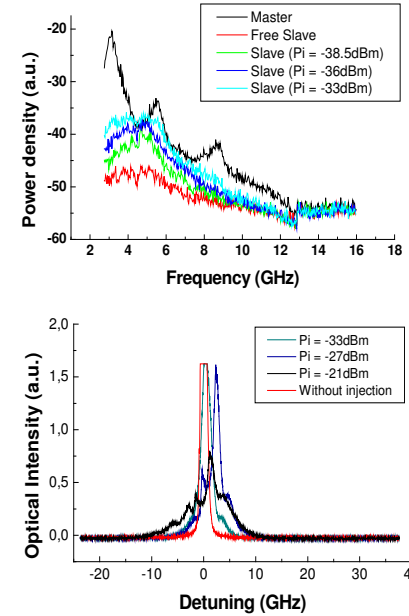 Master
Free Slave
Slave (Pi = -38.5dBm)
Slave (Pi = -36dBm)
Slave (Pi = -33dBm)
-20
-30
-40
-50
-60
Power density (a.u.)
2 4 6 8 10 12 14 16 18
Frequency (GHz)
Pi = -33dBm
Pi = -27dBm
Pi = -21dBm
Without injection
2,0
1,5
1,0
0,5
0,0
Optical Intensity (a.u.)
-20 -10 0 10 20 30
Detuning (GHz)